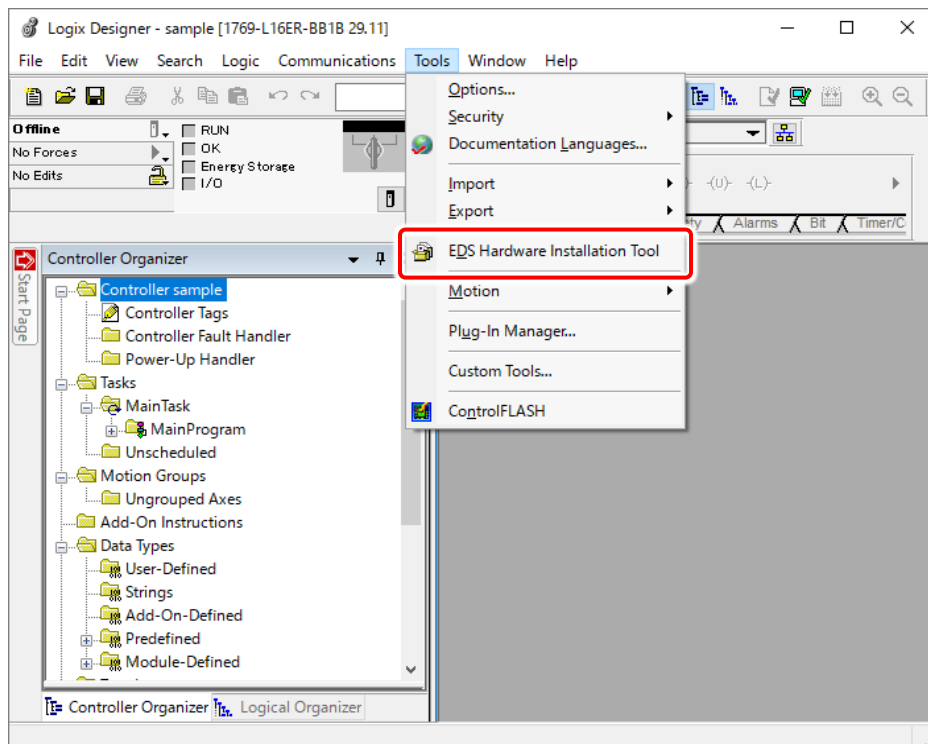 Logix Designer - sample [1769-L16ER-BB1B 29.11]
File Edit View Search Logic Communications Tools Window Help
Options...
Security
Documentation Languages...
Import
Export
EDS Hardware Installation Tool
Motion
Plug-In Manager...
Custom Tools...
ControlFLASH
Offline
No Forces
No Edits
RUN
OK
Energy Storage
I/O
-(U)- -(L)-
Alarms Bit Timer/C
Start Page
Controller Organizer
Controller sample
Controller Tags
Controller Fault Handler
Power-Up Handler
Tasks
MainTask
MainProgram
Unscheduled
Motion Groups
Ungrouped Axes
Add-On Instructions
Data Types
User-Defined
Strings
Add-On-Defined
Predefined
Module-Defined
Controller Organizer Logical Organizer